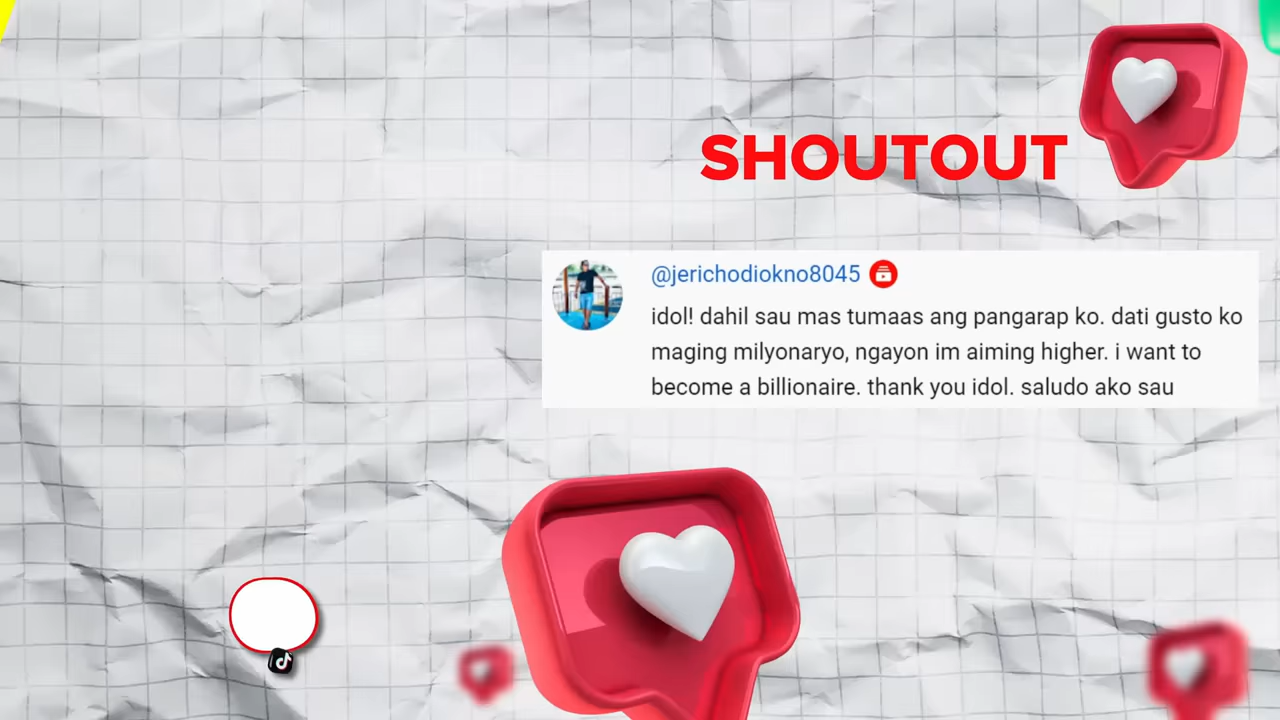 SHOUTOUT
@jerichodiokno8045
idol! dahil sau mas tumaas ang pangarap ko. dati gusto ko
maging milyonaryo, ngayon im aiming higher. i want to
become a billionaire. thank you idol. saludo ako sau